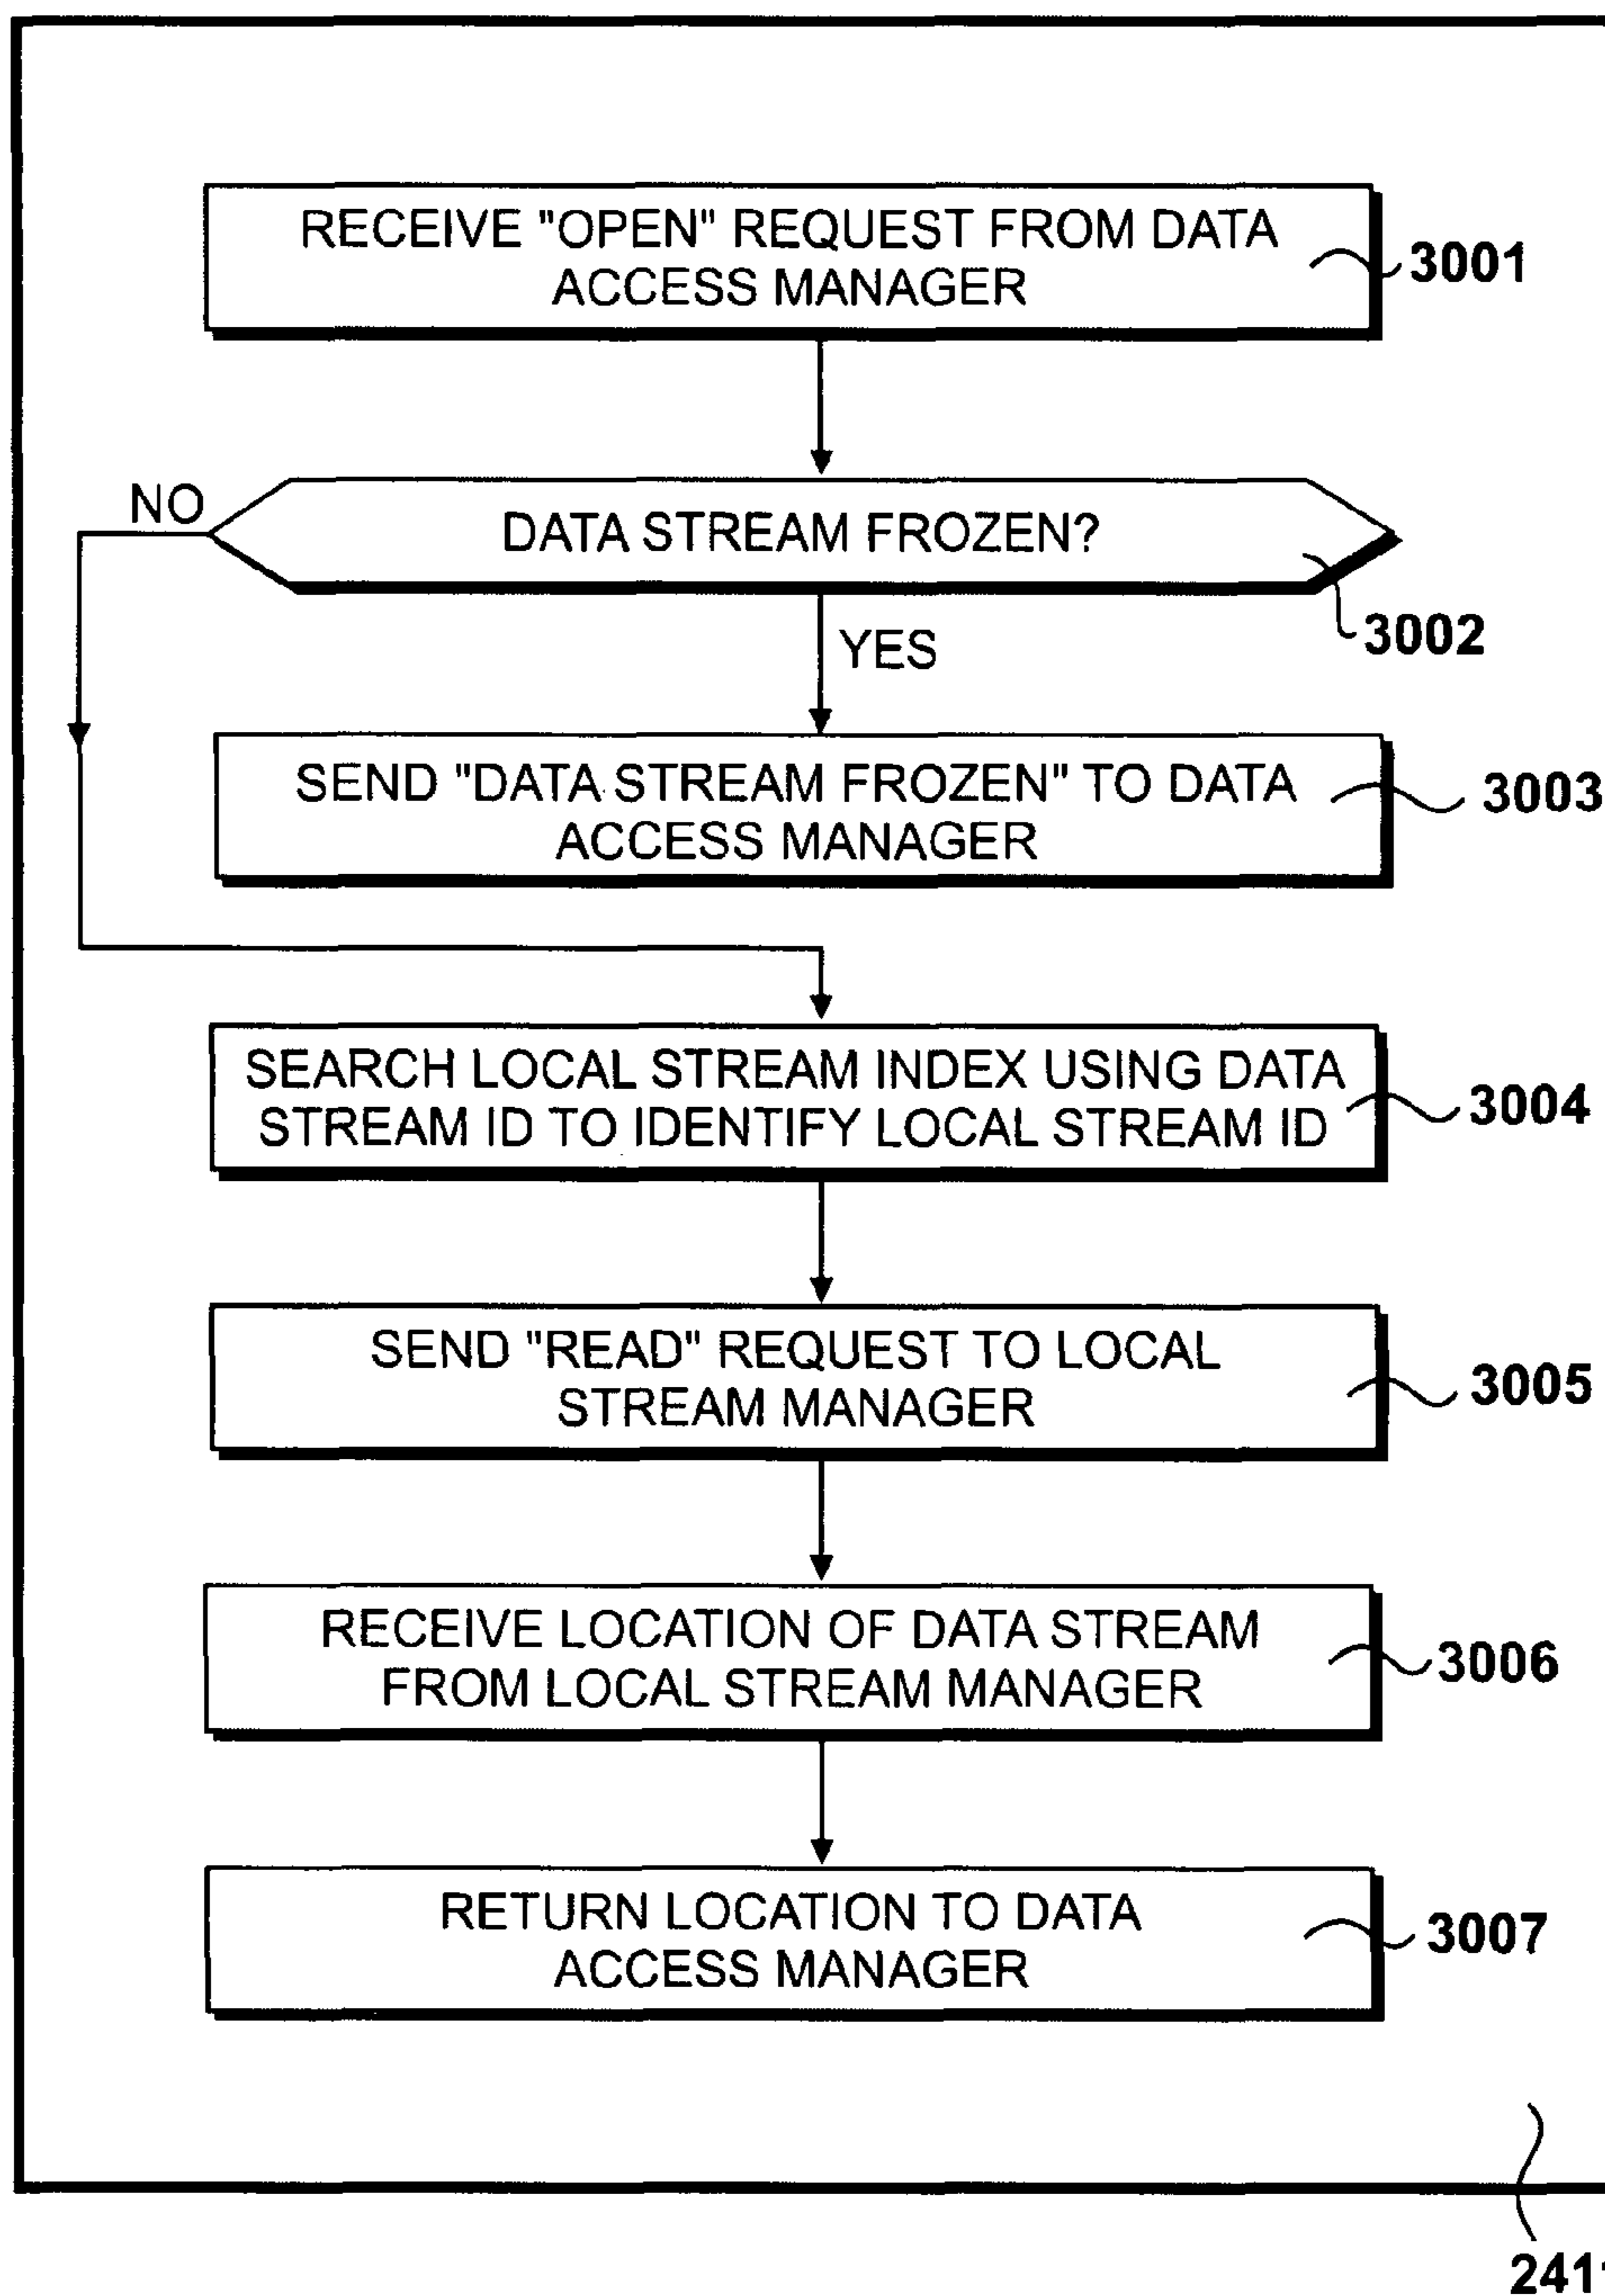 RECEIVE "OPEN" REQUEST FROM DATA
ACCESS MANAGER
3001
NO
DATA STREAM FROZEN?
3002
YES
SEND "DATA STREAM FROZEN" TO DATA
ACCESS MANAGER
3003
SEARCH LOCAL STREAM INDEX USING DATA
STREAM ID TO IDENTIFY LOCAL STREAM ID
3004
SEND "READ" REQUEST TO LOCAL
STREAM MANAGER
3005
RECEIVE LOCATION OF DATA STREAM
FROM LOCAL STREAM MANAGER
3006
RETURN LOCATION TO DATA
ACCESS MANAGER
3007
2411